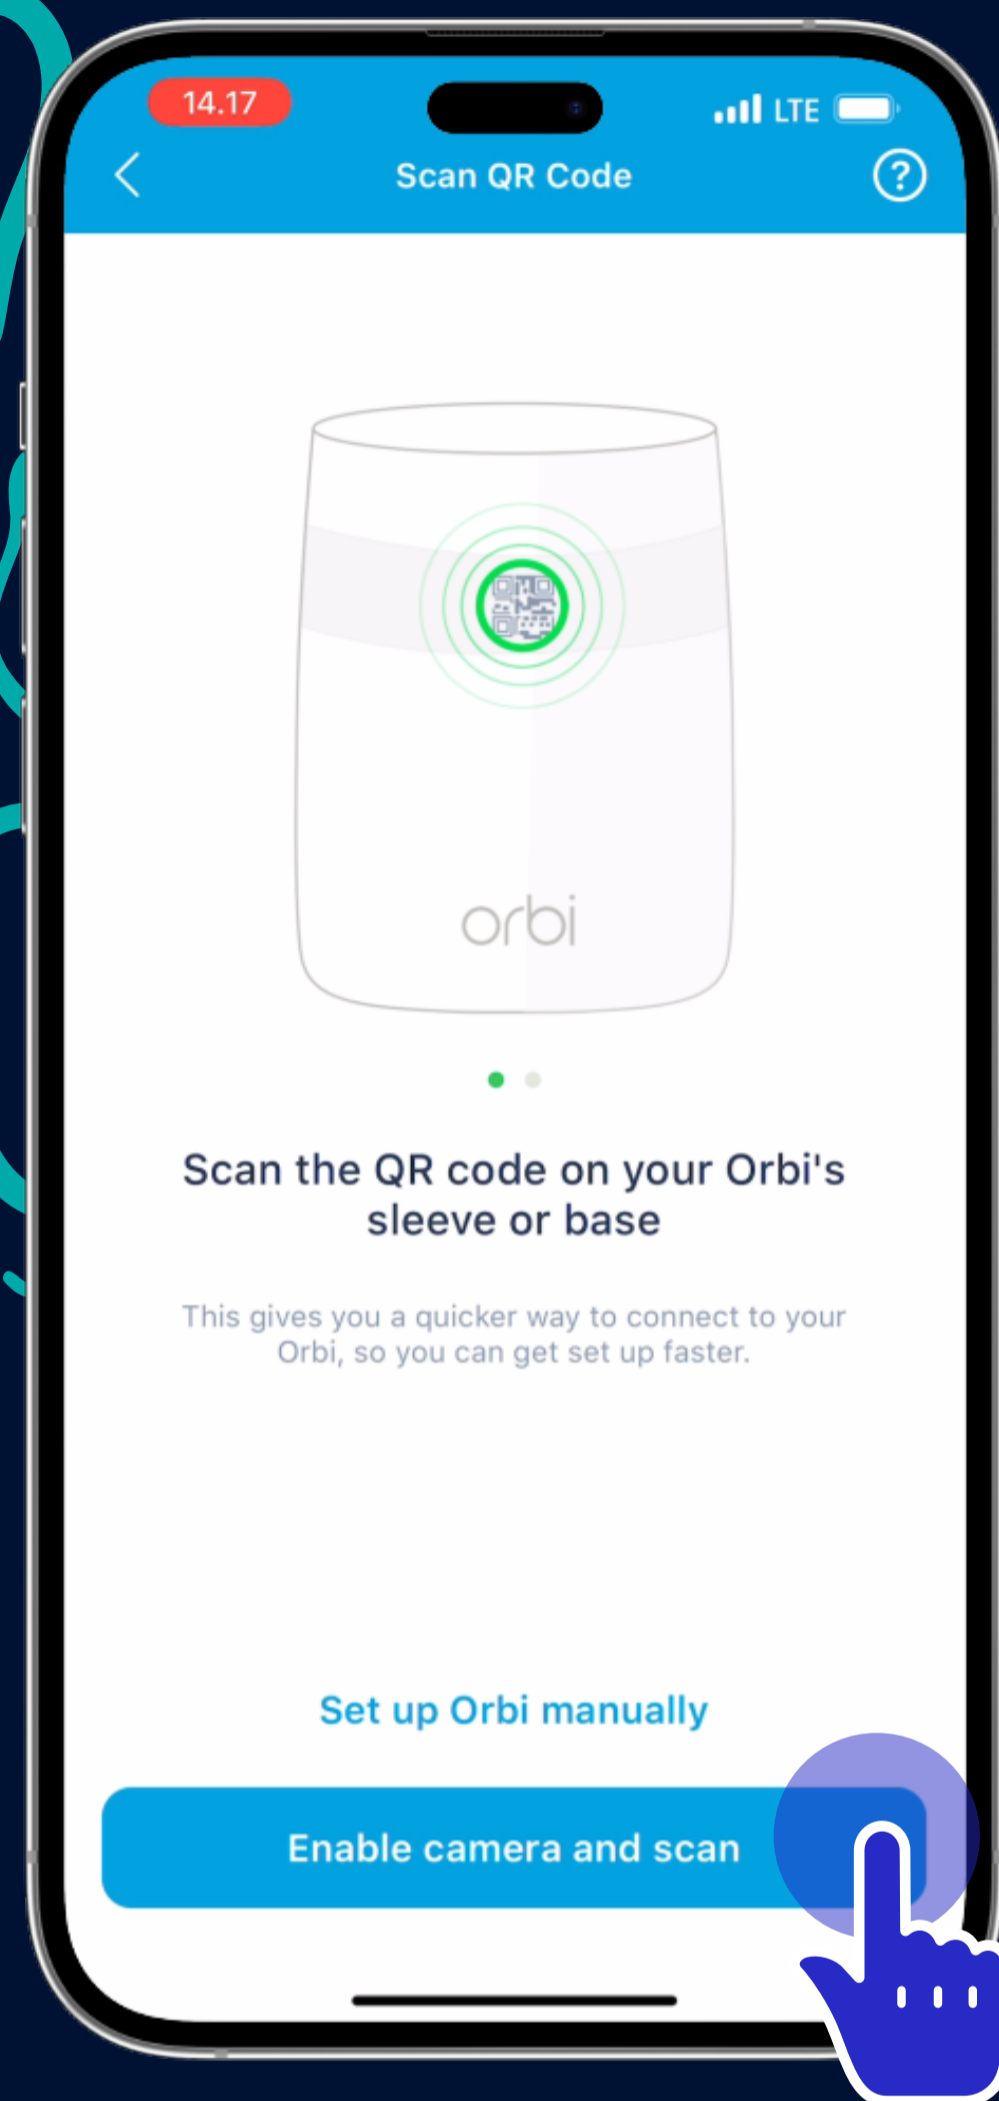 14.17
LTE
Scan QR Code
?
orbi
Scan the QR code on your Orbi's
sleeve or base
This gives you a quicker way to connect to your
Orbi, so you can get set up faster.
Set up Orbi manually
Enable camera and scan